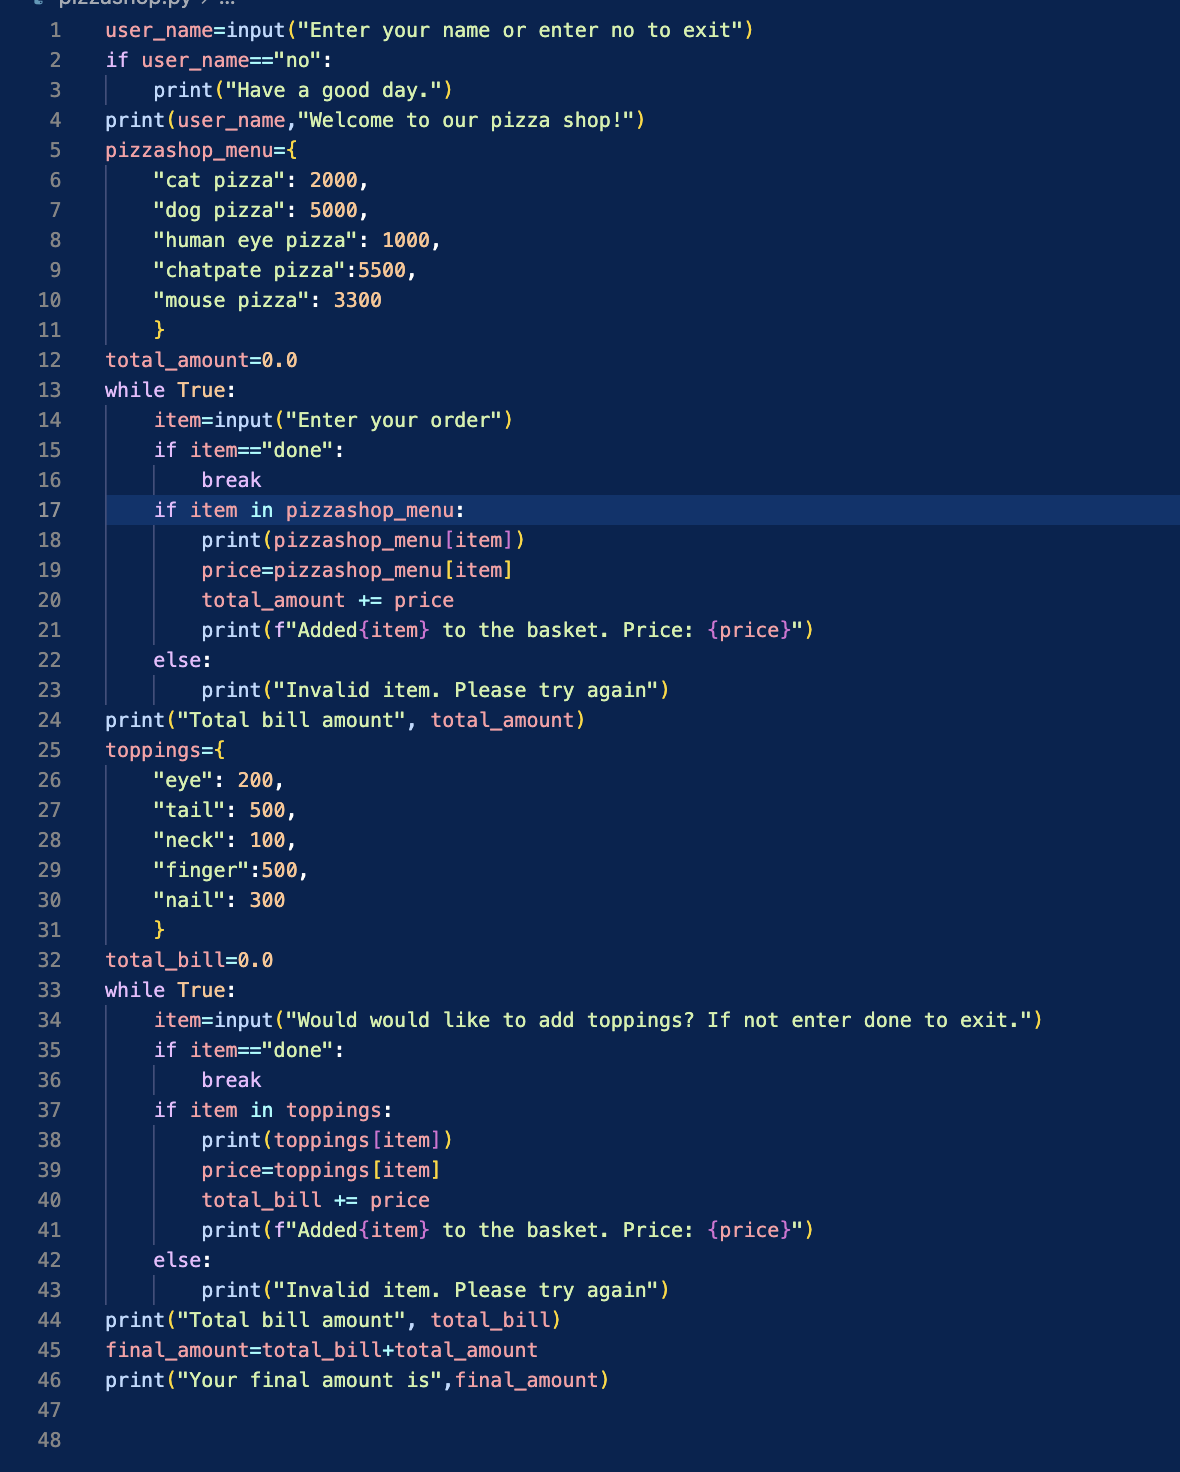 pizzashop.py > ...
1 user_name=input("Enter your name or enter no to exit")
2 if user_name=="no":
3     print("Have a good day.")
4 print(user_name,"Welcome to our pizza shop!")
5 pizzashop_menu={
6     "cat pizza": 2000,
7     "dog pizza": 5000,
8     "human eye pizza": 1000,
9     "chatpate pizza":5500,
10     "mouse pizza": 3300
11     }
12 total_amount=0.0
13 while True:
14     item=input("Enter your order")
15     if item=="done":
16         break
17     if item in pizzashop_menu:
18         print(pizzashop_menu[item])
19         price=pizzashop_menu[item]
20         total_amount += price
21         print(f"Added{item} to the basket. Price: {price}")
22     else:
23         print("Invalid item. Please try again")
24 print("Total bill amount", total_amount)
25 toppings={
26     "eye": 200,
27     "tail": 500,
28     "neck": 100,
29     "finger":500,
30     "nail": 300
31     }
32 total_bill=0.0
33 while True:
34     item=input("Would would like to add toppings? If not enter done to exit.")
35     if item=="done":
36         break
37     if item in toppings:
38         print(toppings[item])
39         price=toppings[item]
40         total_bill += price
41         print(f"Added{item} to the basket. Price: {price}")
42     else:
43         print("Invalid item. Please try again")
44 print("Total bill amount", total_bill)
45 final_amount=total_bill+total_amount
46 print("Your final amount is",final_amount)
47
48